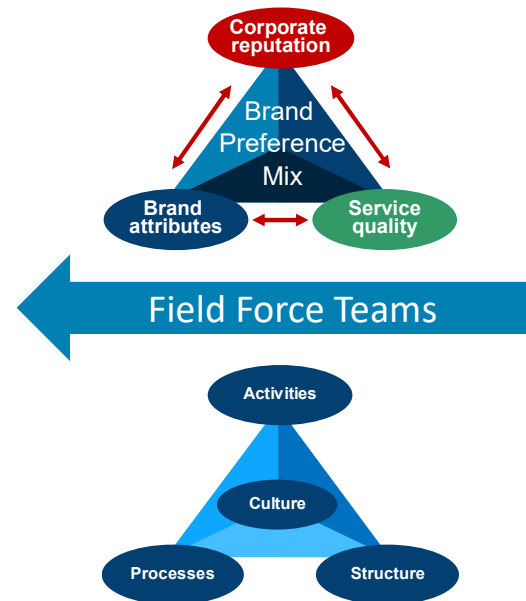 Corporate
reputation
Brand
Preference
Mix
Brand
attributes
Service
quality
Field Force Teams
Activities
Culture
Processes
Structure